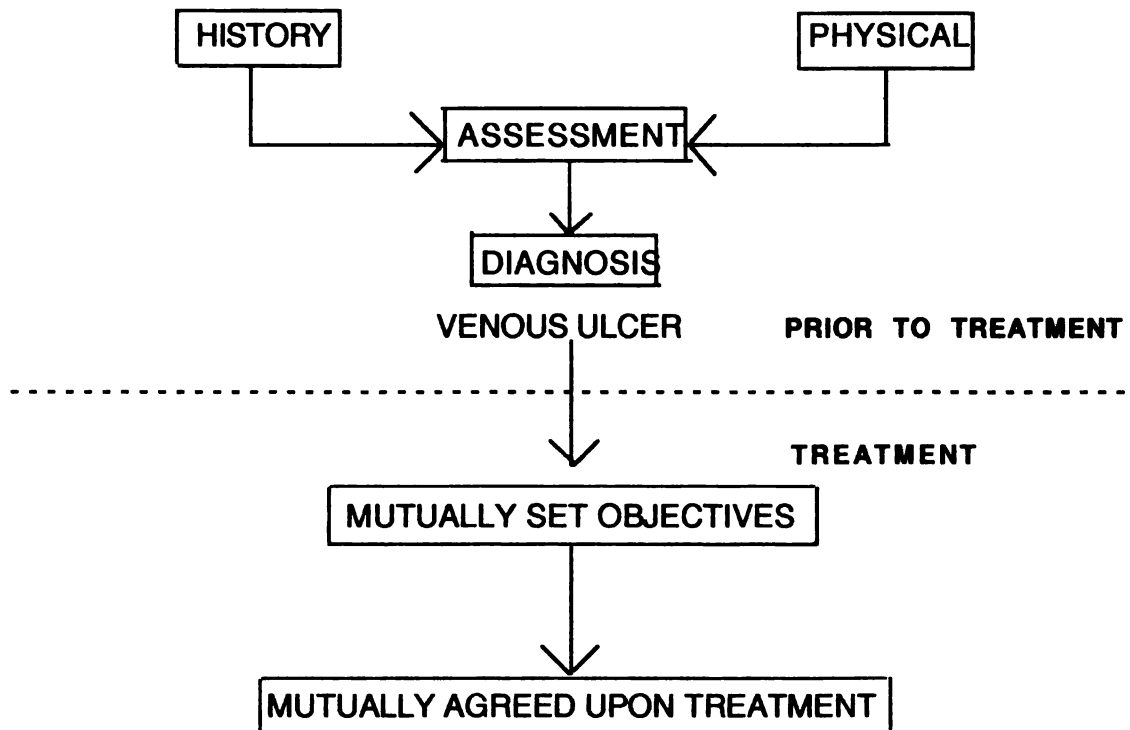 HISTORY
PHYSICAL
ASSESSMENT
DIAGNOSIS
VENOUS ULCER
PRIOR TO TREATMENT
TREATMENT
MUTUALLY SET OBJECTIVES
MUTUALLY AGREED UPON TREATMENT